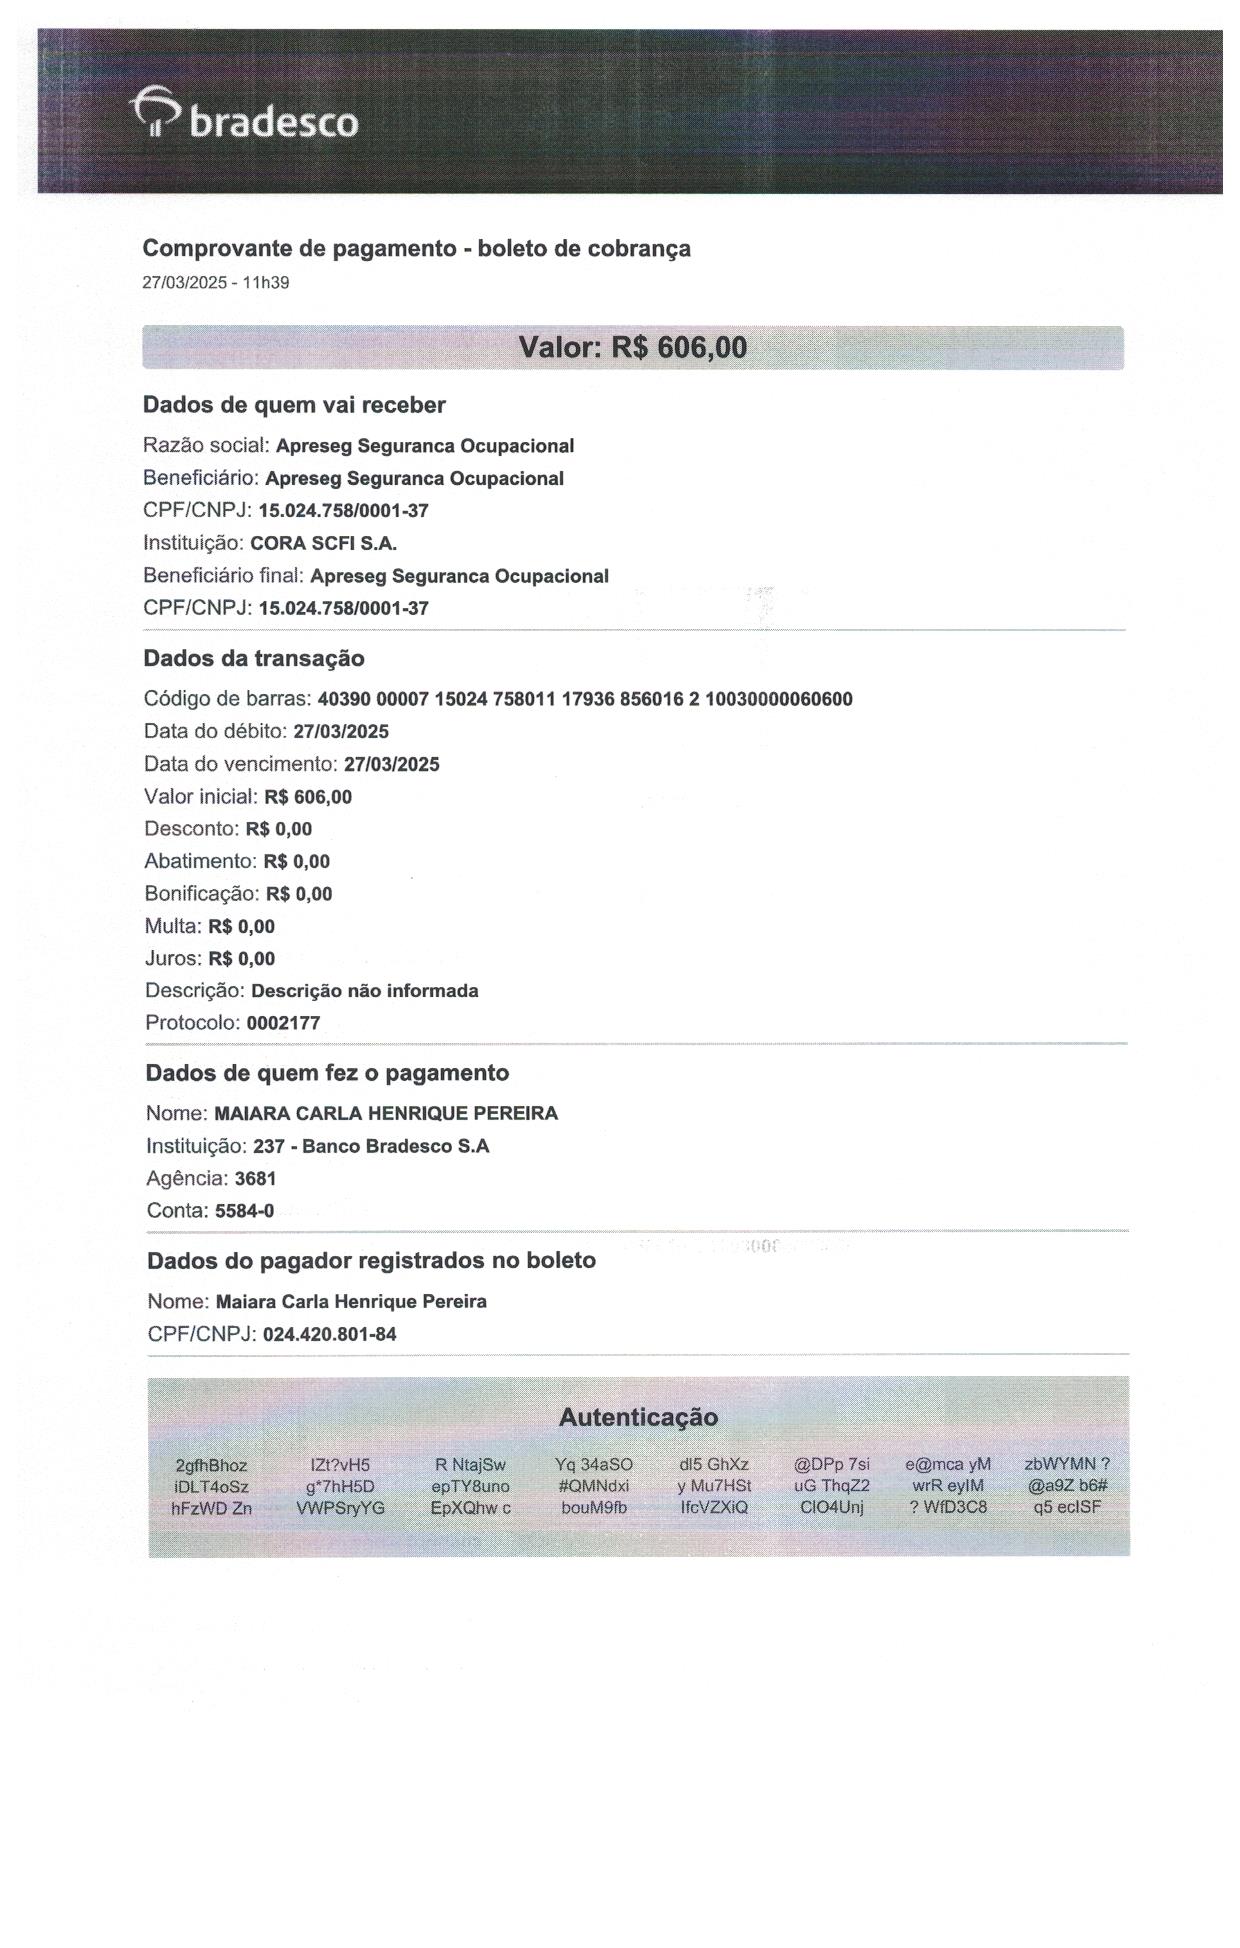 bradesco
Comprovante de pagamento - boleto de cobrança
27/03/2025 - 11h39
Valor: R$ 606,00
Dados de quem vai receber
Razão social: Apreseg Seguranca Ocupacional
Beneficiário: Apreseg Seguranca Ocupacional
CPF/CNPJ: 15.024.758/0001-37
Instituição: CORA SCFI S.A.
Beneficiário final: Apreseg Seguranca Ocupacional
CPF/CNPJ: 15.024.758/0001-37
Dados da transação
Código de barras: 40390 00007 15024 758011 17936 856016 2 10030000060600
Data do débito: 27/03/2025
Data do vencimento: 27/03/2025
Valor inicial: R$ 606,00
Desconto: R$ 0,00
Abatimento: R$ 0,00
Bonificação: R$ 0,00
Multa: R$ 0,00
Juros: R$ 0,00
Descrição: Descrição não informada
Protocolo: 0002177
Dados de quem fez o pagamento
Nome: MAIARA CARLA HENRIQUE PEREIRA
Instituição: 237 - Banco Bradesco S.A
Agência: 3681
Conta: 5584-0
Dados do pagador registrados no boleto
Nome: Maiara Carla Henrique Pereira
CPF/CNPJ: 024.420.801-84
Autenticação
2gfhBhoz IZt?vH5 R NtajSw Yq 34aSO dI5 GhXz @DPp 7si e@mca yM zbWYMN ?
iDLT4oSz g*7hH5D epTY8uno #QMNdxi y Mu7HSt uG ThqZ2 wrR eyIM @a9Z b6#
hFzWD Zn VWPSryYG EpXQhw c bouM9fb IfcVZXiQ CIO4Unj ? WfD3C8 q5 ecISF